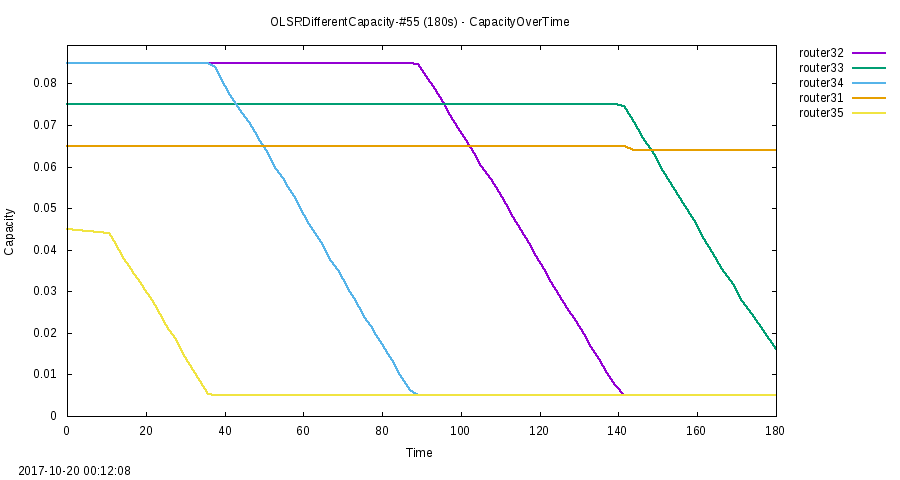 OLSRDifferentCapacity-#55 (180s) - CapacityOverTime
router32
router33
router34
router31
router35
0.08
0.07
0.06
0.05
0.04
0.03
0.02
0.01
0
Capacity
0 20 40 60 80 100 120 140 160 180
Time
2017-10-20 00:12:08